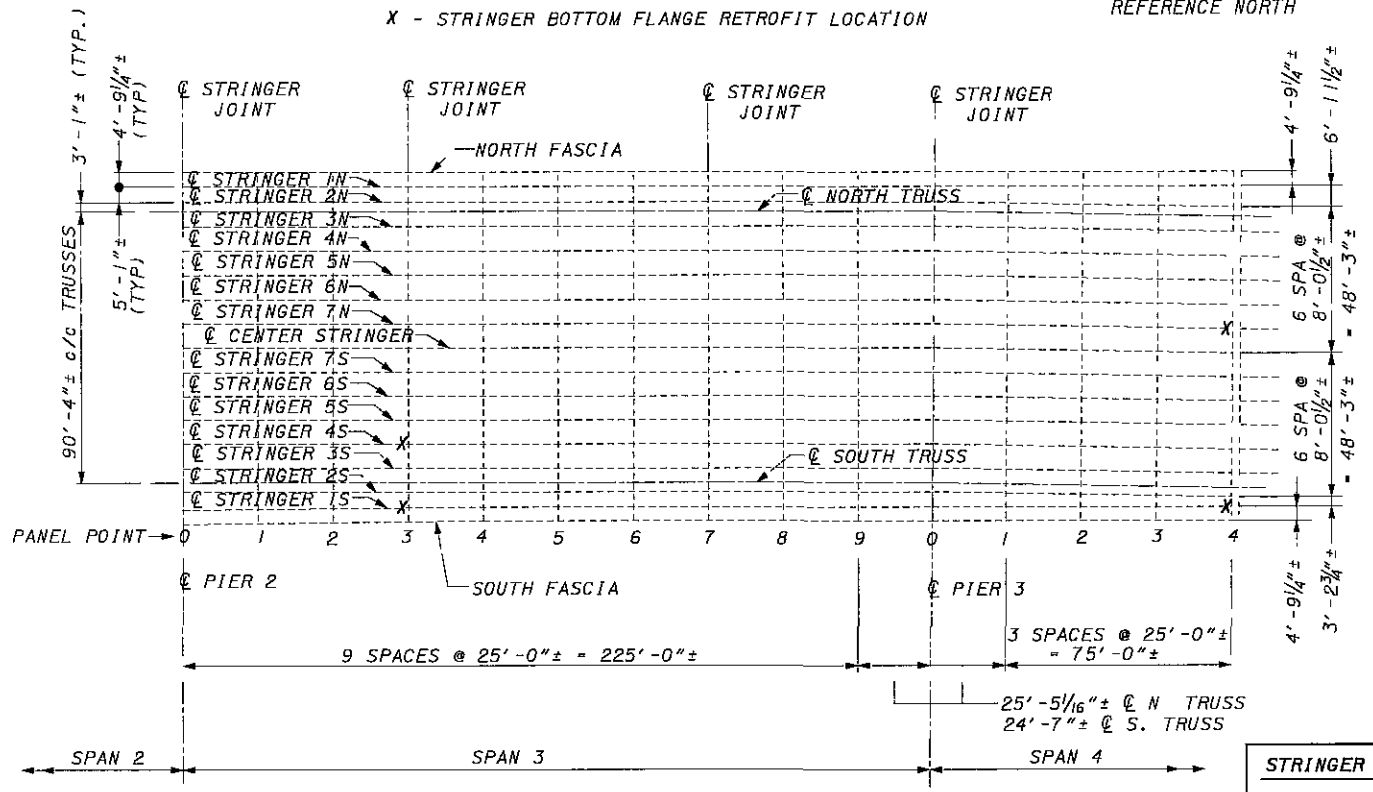 X - STRINGER BOTTOM FLANGE RETROFIT LOCATION
REFERENCE NORTH
3'-1"± (TYP.)
4'-9¼"±
(TYP)
℄ STRINGER
JOINT
℄ STRINGER
JOINT
℄ STRINGER
JOINT
℄ STRINGER
JOINT
4'-9¼"±
6'-1½"±
NORTH FASCIA
℄ STRINGER 1N
℄ STRINGER 2N
℄ NORTH TRUSS
℄ STRINGER 3N
℄ STRINGER 4N
℄ STRINGER 5N
℄ STRINGER 6N
℄ STRINGER 7N
℄ CENTER STRINGER
℄ STRINGER 7S
℄ STRINGER 6S
℄ STRINGER 5S
℄ STRINGER 4S
℄ STRINGER 3S
℄ SOUTH TRUSS
℄ STRINGER 2S
℄ STRINGER 1S
90'-4"± c/c TRUSSES
5'-1"±
(TYP)
X
X
X
X
6 SPA @
8'-0½"±
= 48'-3"±
6 SPA @
8'-0½"±
= 48'-3"±
4'-9¼"±
3'-2¾"±
PANEL POINT
0 1 2 3 4 5 6 7 8 9 0 1 2 3 4
℄ PIER 2
SOUTH FASCIA
℄ PIER 3
9 SPACES @ 25'-0"± = 225'-0"±
3 SPACES @ 25'-0"±
= 75'-0"±
25'-5 1/16"± ℄ N TRUSS
24'-7"± ℄ S. TRUSS
SPAN 2
SPAN 3
SPAN 4
STRINGER